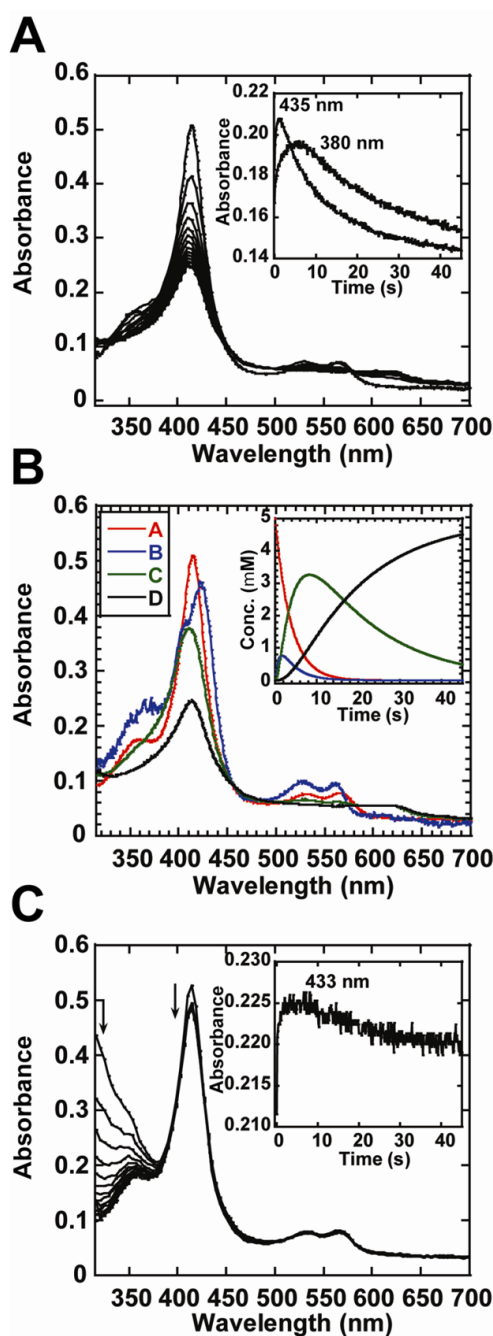 A
0.6
0.5
0.4
0.3
0.2
0.1
0
Absorbance
350 400 450 500 550 600 650 700
Wavelength (nm)
0.22
0.20
0.18
0.16
0.14
Absorbance
435 nm
380 nm
0 10 20 30 40
Time (s)
B
0.6
0.5
0.4
0.3
0.2
0.1
0
Absorbance
350 400 450 500 550 600 650 700
Wavelength (nm)
A
B
C
D
5
4
3
2
1
0
Conc. (mM)
0 10 20 30 40
Time (s)
C
0.6
0.5
0.4
0.3
0.2
0.1
0
Absorbance
350 400 450 500 550 600 650 700
Wavelength (nm)
0.230
0.225
0.220
0.215
0.210
Absorbance
433 nm
0 10 20 30 40
Time (s)